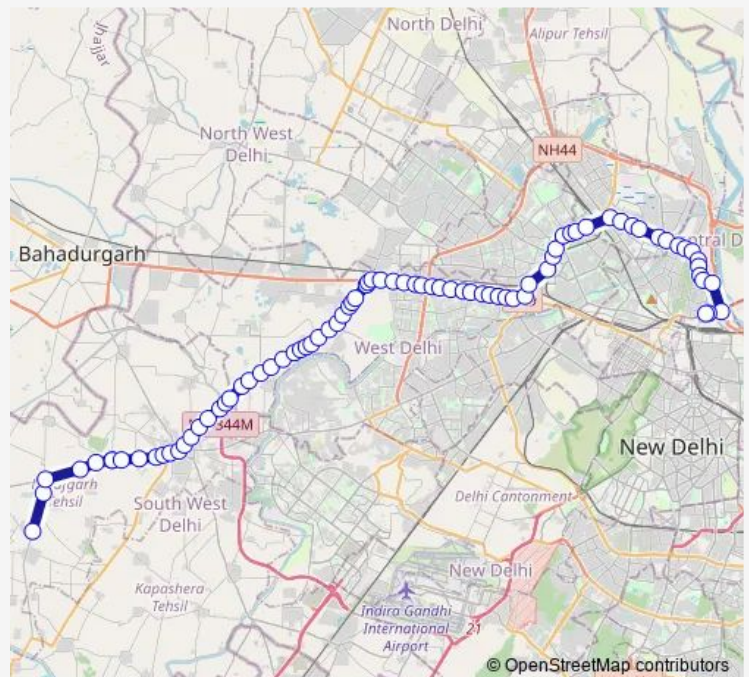 North Delhi
Alipur Tehsil
Jhajjar
North West
Delhi
NH44
Bahadurgarh
West Delhi
344M
New Delhi
Tehsil
South West
Delhi
Delhi Cantonment
Kapashera
Tehsil
New Delhi
Indira Gandhi
International
Airport
21
© OpenStreetMap contributors